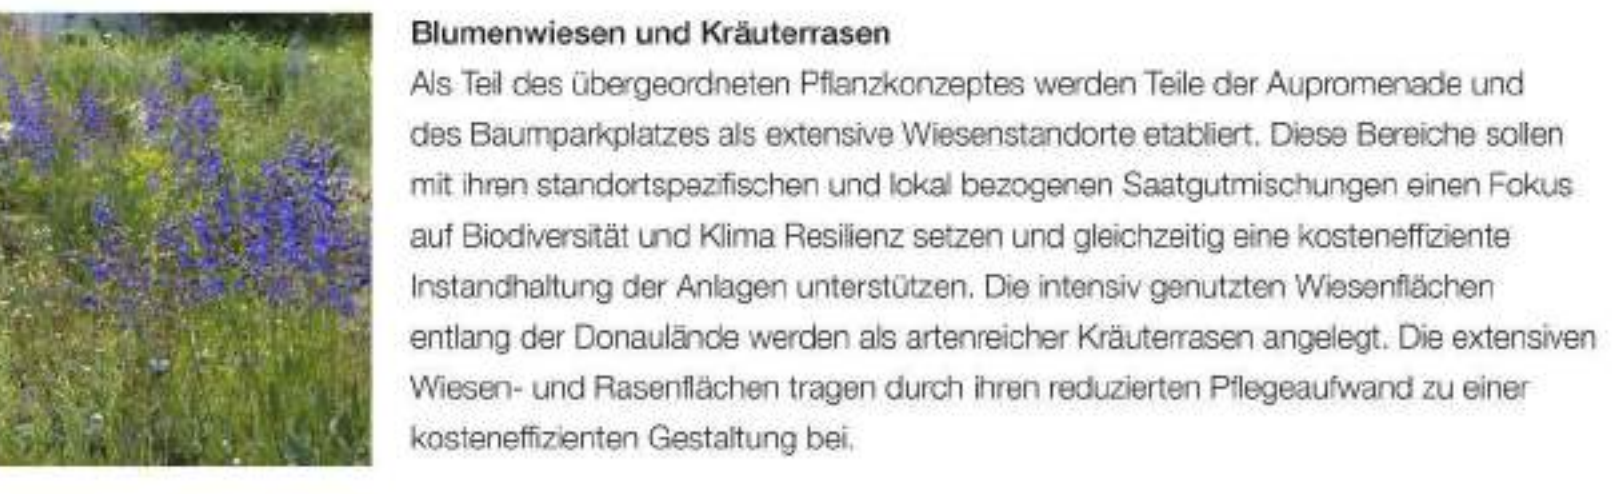 Blumenwiesen und Kräuterrasen
Als Teil des übergeordneten Pflanzkonzeptes werden Teile der Aupromenade und
des Baumparkplatzes als extensive Wiesenstandorte etabliert. Diese Bereiche sollen
mit ihren standortspezifischen und lokal bezogenen Saatgutmischungen einen Fokus
auf Biodiversität und Klima Resilienz setzen und gleichzeitig eine kosteneffiziente
Instandhaltung der Anlagen unterstützen. Die intensiv genutzten Wiesenflächen
entlang der Donaulände werden als artenreicher Kräuterrasen angelegt. Die extensiven
Wiesen- und Rasenflächen tragen durch ihren reduzierten Pflegeaufwand zu einer
kosteneffizienten Gestaltung bei.